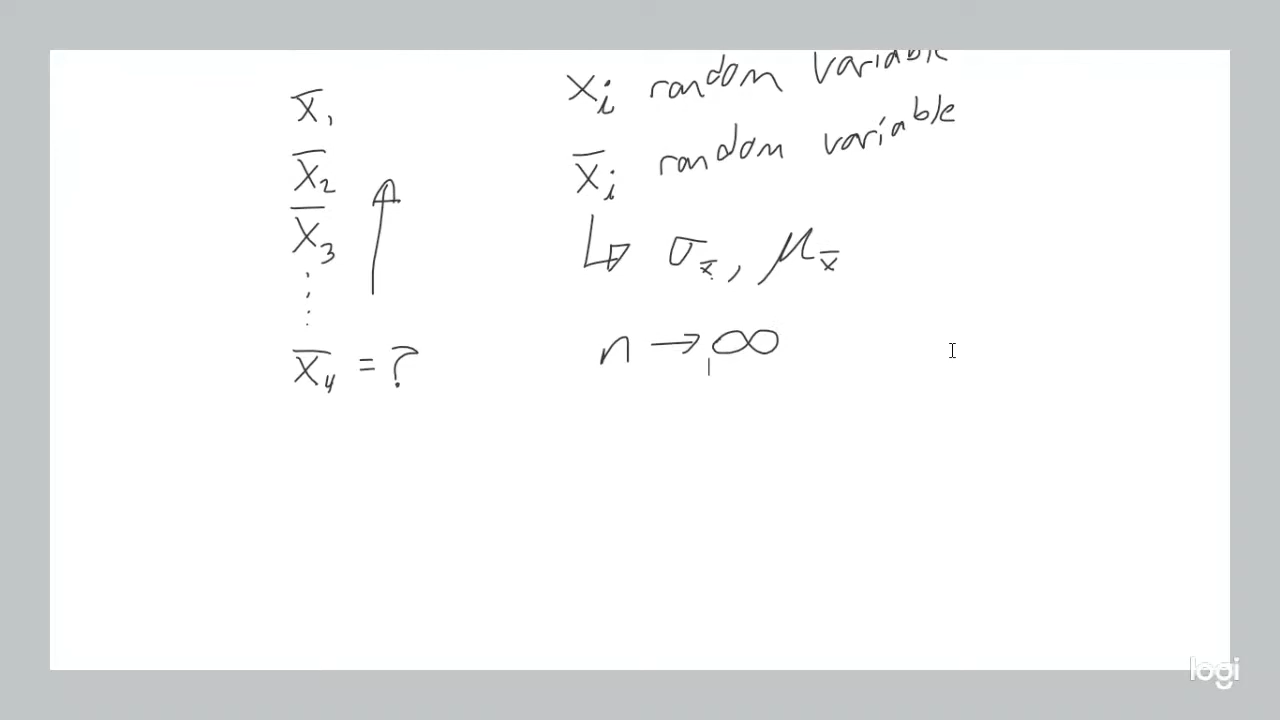 x̄₁
x̄₂
x̄₃
⋮
x̄₄ = ?
xᵢ random variable
x̄ᵢ random variable
↳ σ_x̄, μ_x̄
n → ∞
logi